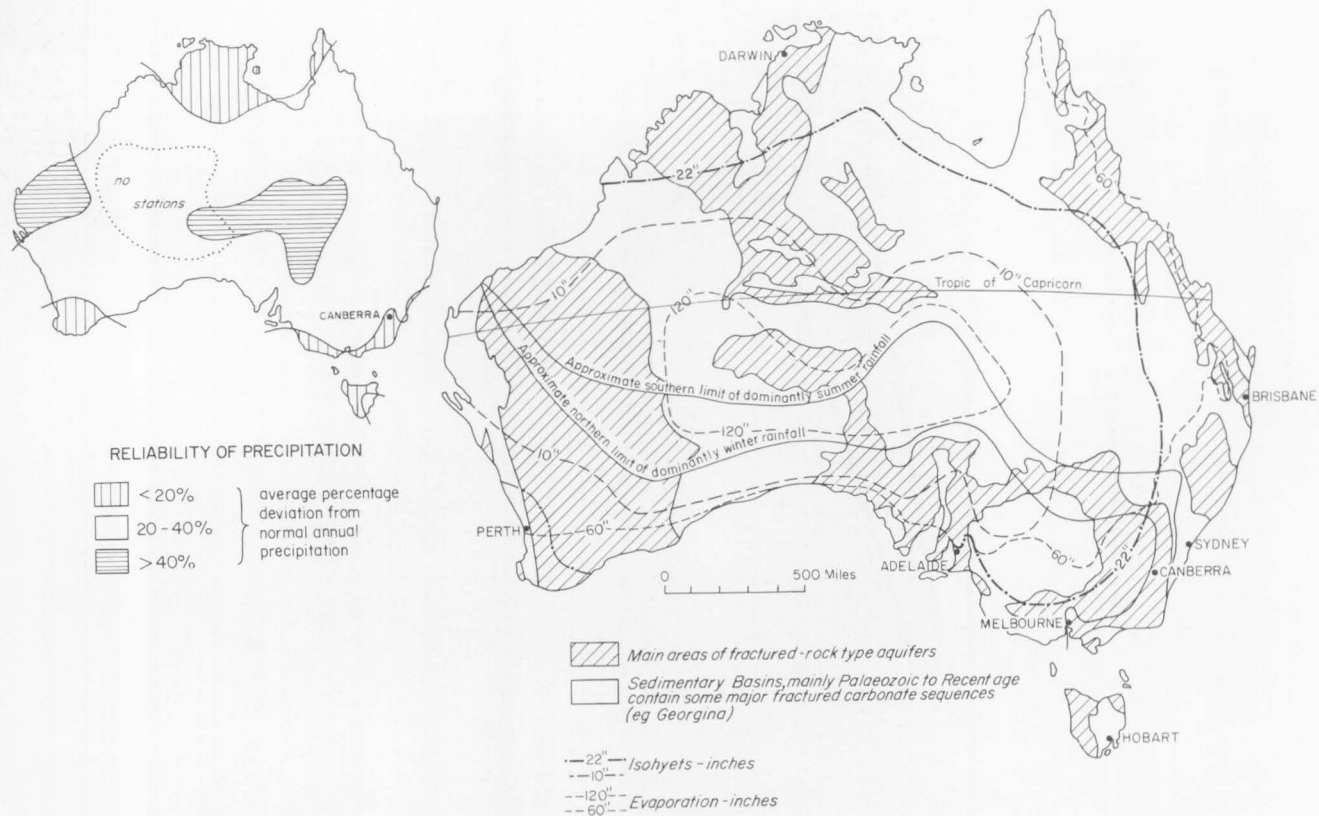 no
stations
CANBERRA
RELIABILITY OF PRECIPITATION
<20%
20-40%
>40%
average percentage
deviation from
normal annual
precipitation
DARWIN
22"
60"
10"
10"
Tropic of Capricorn
120"
Approximate southern limit of dominantly summer rainfall
Approximate northern limit of dominantly winter rainfall
120"
10"
BRISBANE
PERTH
60"
ADELAIDE
60"
22"
SYDNEY
CANBERRA
MELBOURNE
HOBART
0 500 Miles
Main areas of fractured-rock type aquifers
Sedimentary Basins, mainly Palaeozoic to Recent age
contain some major fractured carbonate sequences
(eg Georgina)
22"
10"
Isohyets - inches
120"
60"
Evaporation - inches